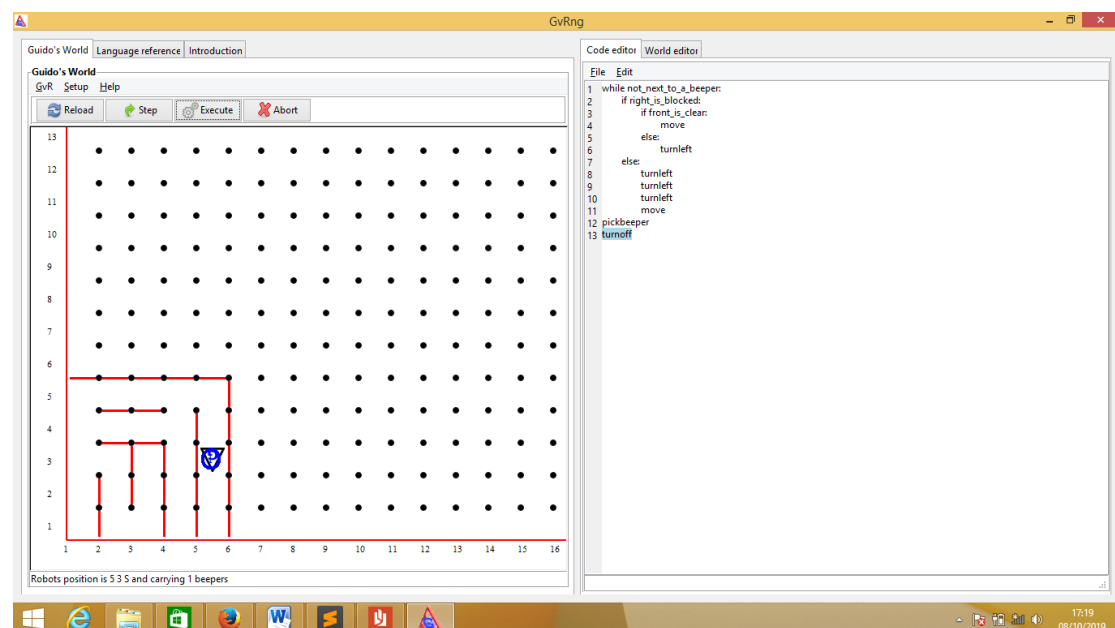 GvRng
Guido's World Language reference Introduction
Guido's World
GvR Setup Help
Reload Step Execute Abort
13
12
11
10
9
8
7
6
5
4
3
2
1
1 2 3 4 5 6 7 8 9 10 11 12 13 14 15 16
Robots position is 5 3 S and carrying 1 beepers
Code editor World editor
File Edit
1 while not_next_to_a_beeper:
2 if right_is_blocked:
3 if front_is_clear:
4 move
5 else:
6 turnleft
7 else:
8 turnleft
9 turnleft
10 turnleft
11 move
12 pickbeeper
13 turnoff
17:19
08/10/2019